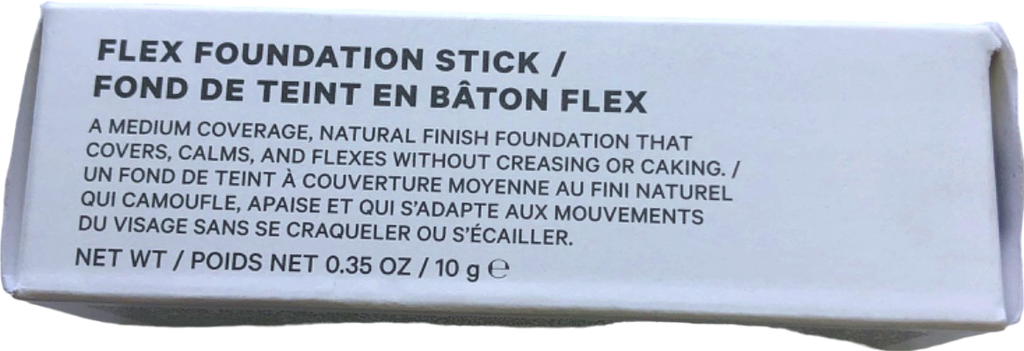 FLEX FOUNDATION STICK /
FOND DE TEINT EN BÂTON FLEX
A MEDIUM COVERAGE, NATURAL FINISH FOUNDATION THAT
COVERS, CALMS, AND FLEXES WITHOUT CREASING OR CAKING. /
UN FOND DE TEINT À COUVERTURE MOYENNE AU FINI NATUREL
QUI CAMOUFLE, APAISE ET QUI S'ADAPTE AUX MOUVEMENTS
DU VISAGE SANS SE CRAQUELER OU S'ÉCAILLER.
NET WT / POIDS NET 0.35 OZ / 10 g ℮